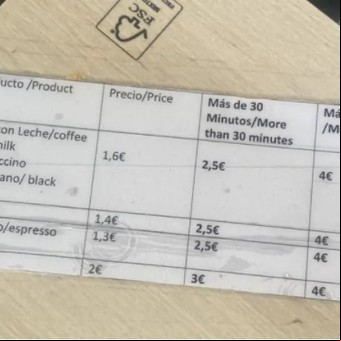 FSC
ucto /Product
Precio/Price
Más de 30
Minutos/More
than 30 minutes
Má
/M
on Leche/coffee
milk
ccino
ano/ black
1,6€
2,5€
4€
1,4€
2,5€
4€
o/espresso
1,3€
2,5€
4€
2€
3€
4€